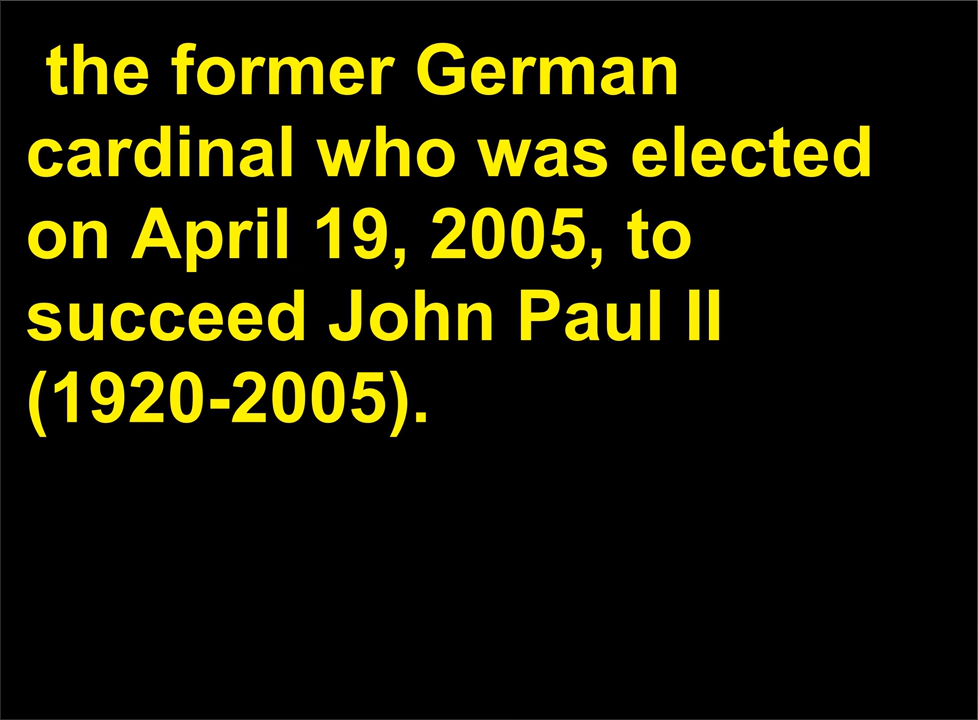 the former German
cardinal who was elected
on April 19, 2005, to
succeed John Paul II
(1920-2005).